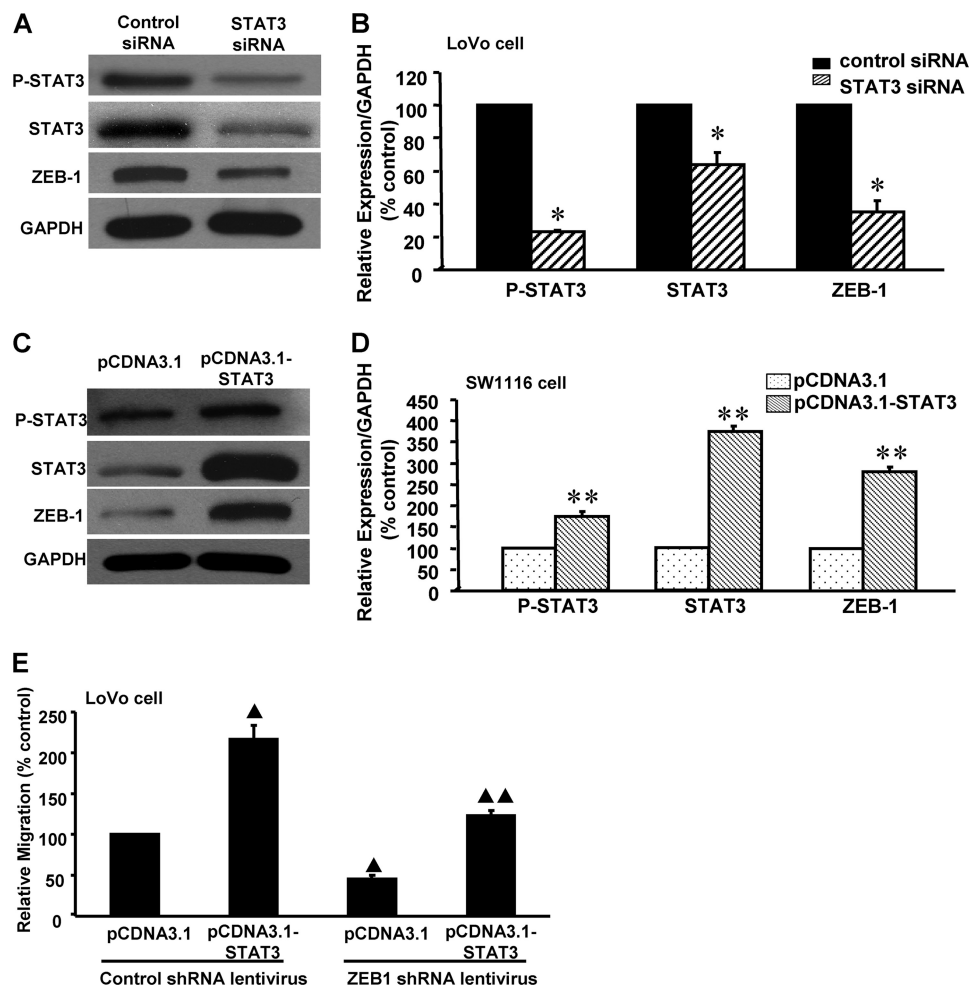 A
Control
siRNA
STAT3
siRNA
P-STAT3
STAT3
ZEB-1
GAPDH
B
LoVo cell
control siRNA
STAT3 siRNA
Relative Expression/GAPDH
(% control)
120
100
80
60
40
20
0
*
*
*
P-STAT3
STAT3
ZEB-1
C
pCDNA3.1
pCDNA3.1-
STAT3
P-STAT3
STAT3
ZEB-1
GAPDH
D
SW1116 cell
pCDNA3.1
pCDNA3.1-STAT3
Relative Expression/GAPDH
(% control)
450
400
350
300
250
200
150
100
50
0
**
**
**
P-STAT3
STAT3
ZEB-1
E
LoVo cell
Relative Migration (% control)
250
200
150
100
50
0
▲
▲
▲▲
pCDNA3.1
pCDNA3.1-
STAT3
pCDNA3.1
pCDNA3.1-
STAT3
Control shRNA lentivirus
ZEB1 shRNA lentivirus